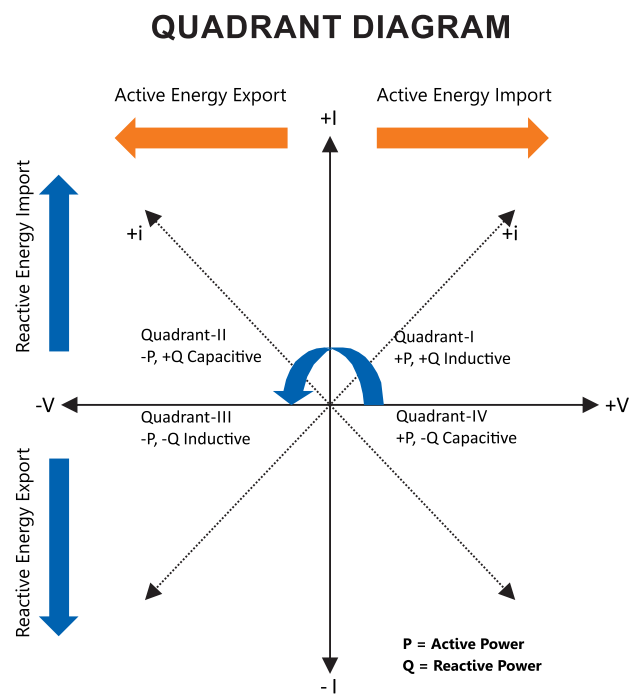 QUADRANT DIAGRAM
Active Energy Export
Active Energy Import
+I
Reactive Energy Import
+i
+i
Quadrant-II
-P, +Q Capacitive
Quadrant-I
+P, +Q Inductive
-V
+V
Quadrant-III
-P, -Q Inductive
Quadrant-IV
+P, -Q Capacitive
Reactive Energy Export
P = Active Power
Q = Reactive Power
- I